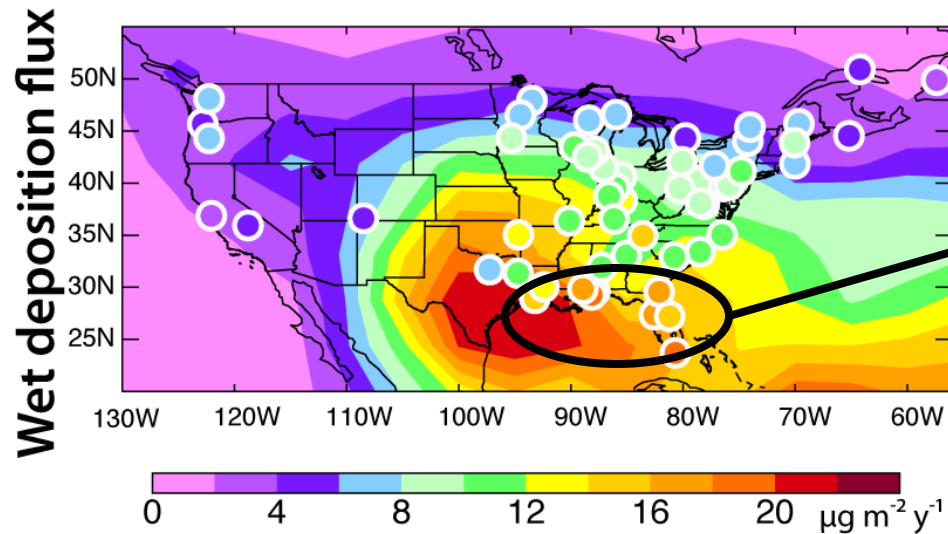 Wet deposition flux
50N
45N
40N
35N
30N
25N
130W 120W 110W 100W 90W 80W 70W 60W
0 4 8 12 16 20 µg m⁻² y⁻¹